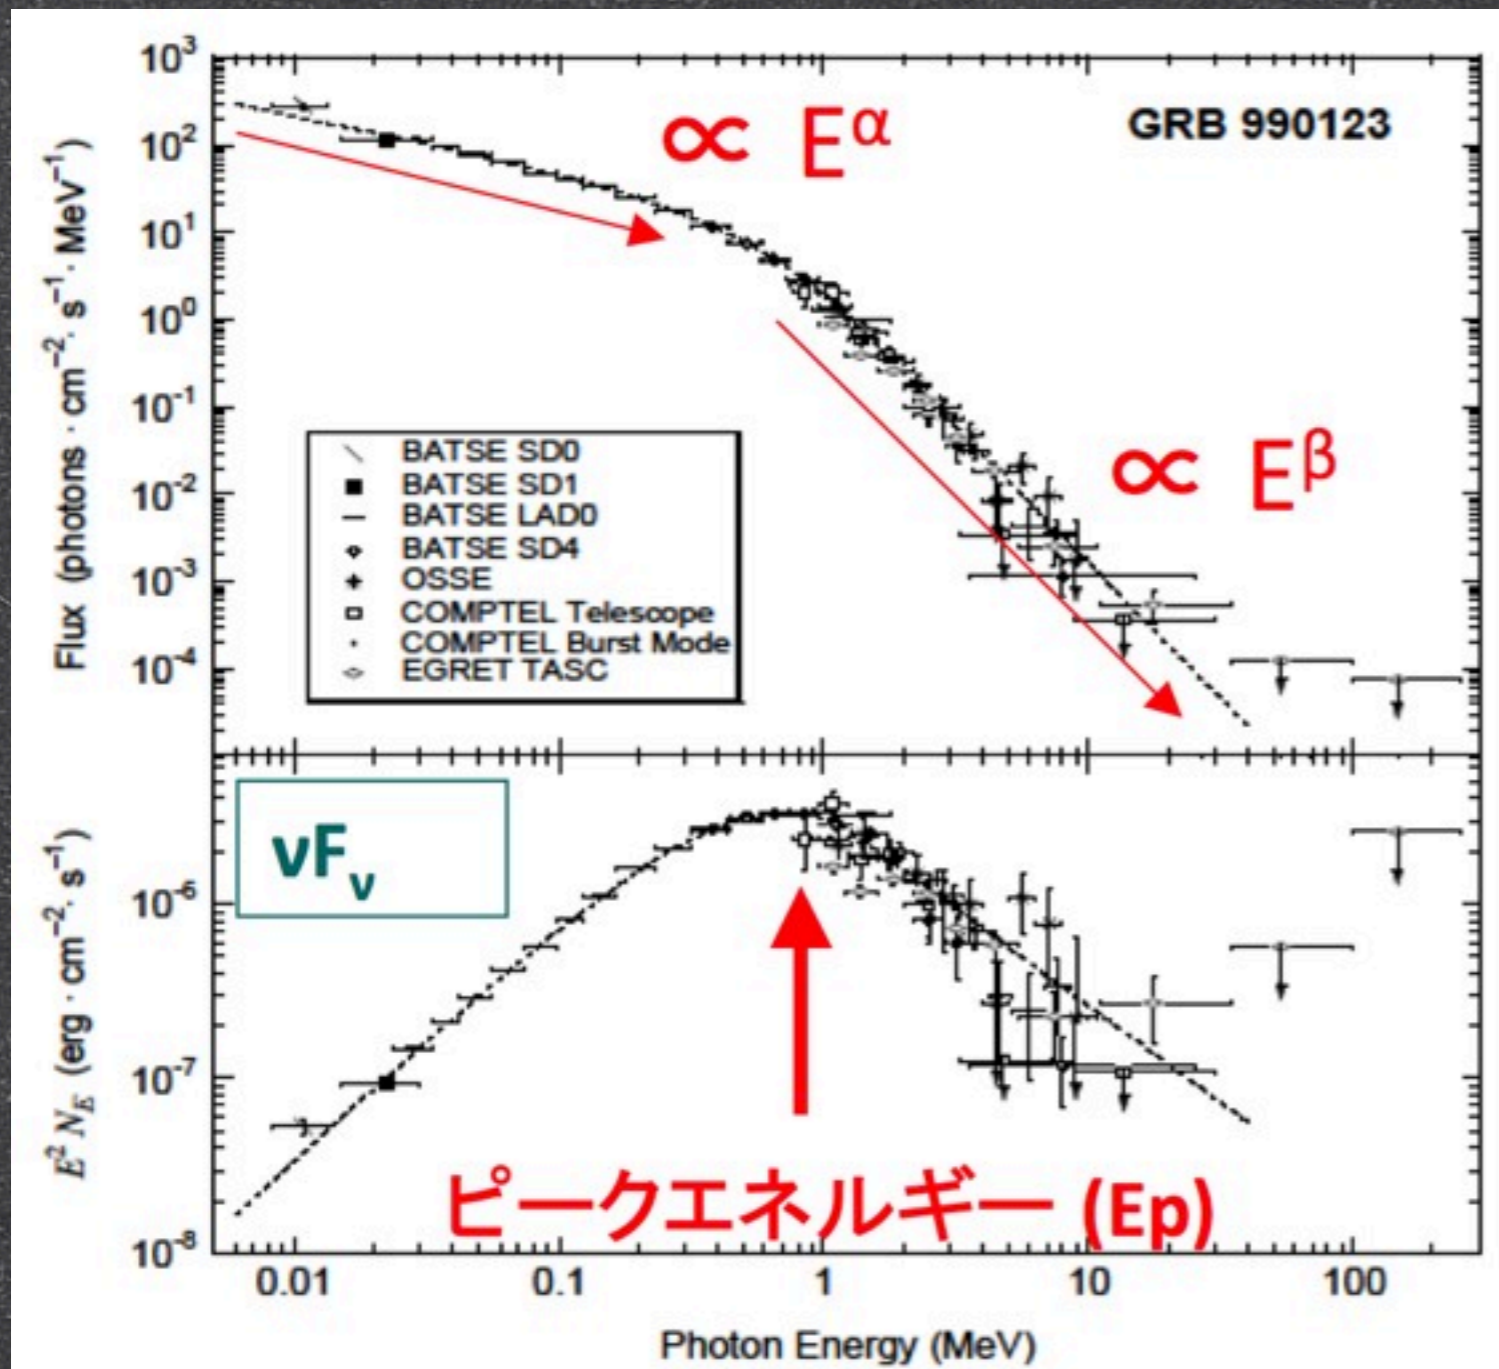 GRB 990123
∝ E^α
∝ E^β
Flux (photons · cm⁻² · s⁻¹ · MeV⁻¹)
10³
10²
10¹
10⁰
10⁻¹
10⁻²
10⁻³
10⁻⁴
BATSE SD0
BATSE SD1
BATSE LAD0
BATSE SD4
OSSE
COMPTEL Telescope
COMPTEL Burst Mode
EGRET TASC
νFᵥ
E² N_E (erg · cm⁻² · s⁻¹)
10⁻⁶
10⁻⁷
10⁻⁸
ピークエネルギー (Ep)
0.01 0.1 1 10 100
Photon Energy (MeV)